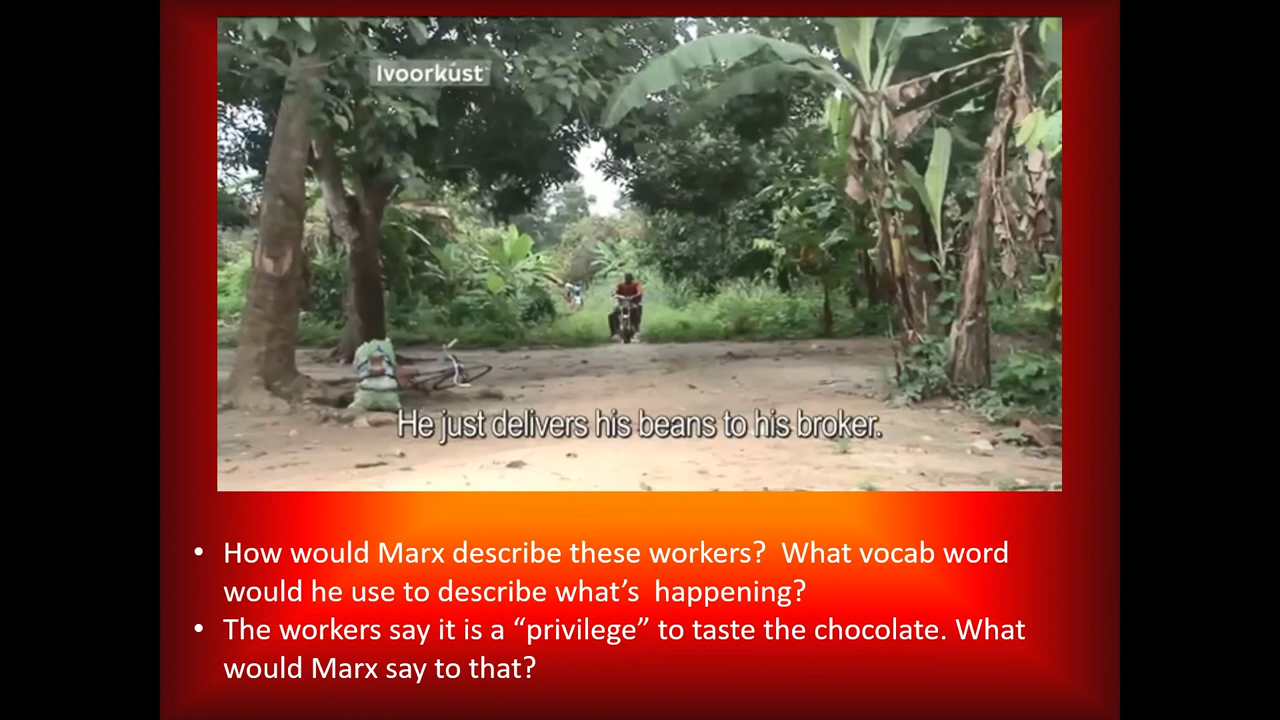 Ivoorkust
He just delivers his beans to his broker.
• How would Marx describe these workers?  What vocab word
would he use to describe what’s  happening?
• The workers say it is a “privilege” to taste the chocolate. What
would Marx say to that?